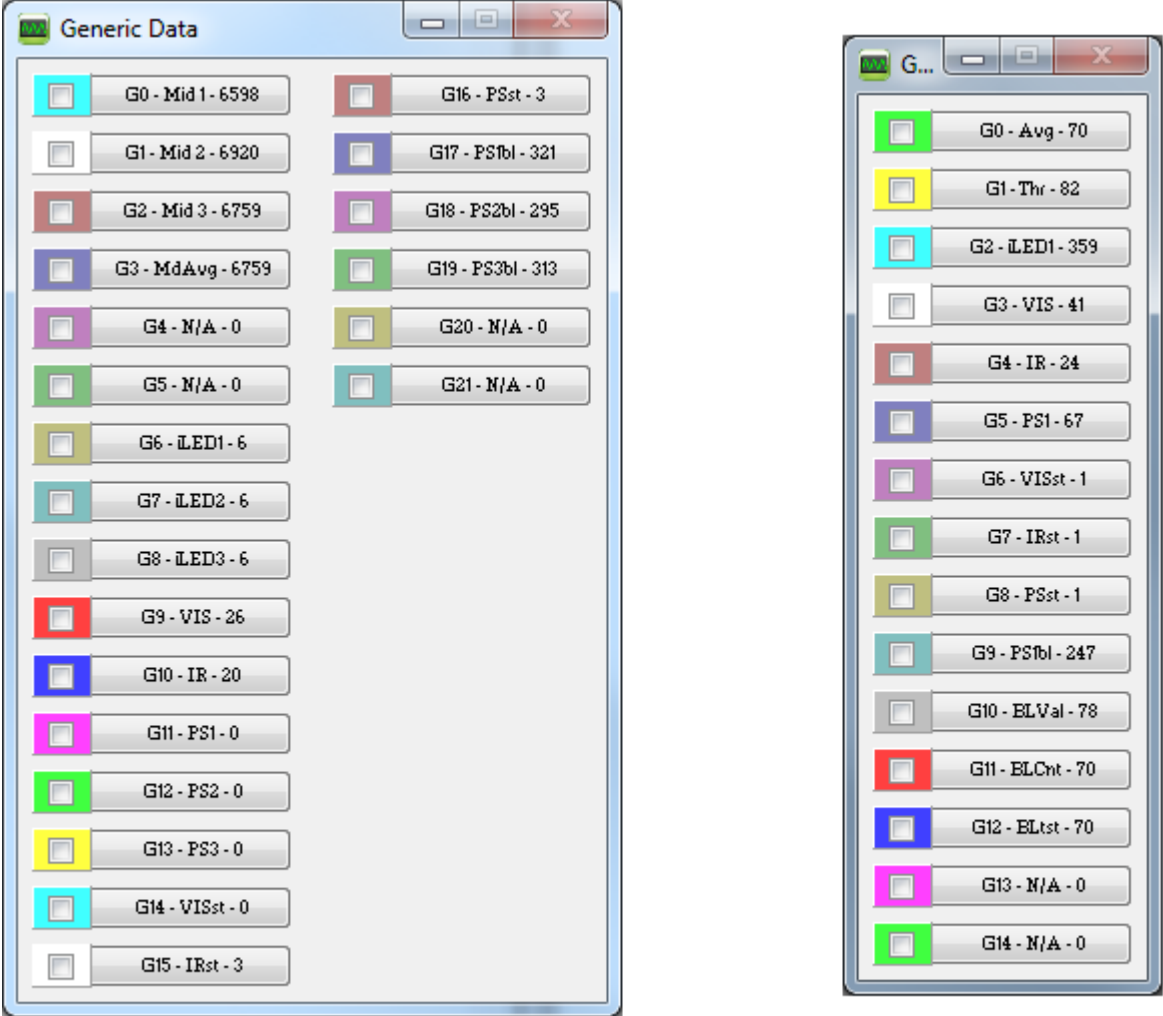 Generic Data
G0 - Mid 1 - 6598
G1 - Mid 2 - 6920
G2 - Mid 3 - 6759
G3 - MdAvg - 6759
G4 - N/A - 0
G5 - N/A - 0
G6 - iLED1 - 6
G7 - iLED2 - 6
G8 - iLED3 - 6
G9 - VIS - 26
G10 - IR - 20
G11 - PS1 - 0
G12 - PS2 - 0
G13 - PS3 - 0
G14 - VISst - 0
G15 - IRst - 3
G16 - PSst - 3
G17 - PS1bl - 321
G18 - PS2bl - 295
G19 - PS3bl - 313
G20 - N/A - 0
G21 - N/A - 0
G...
G0 - Avg - 70
G1 - Thr - 82
G2 - iLED1 - 359
G3 - VIS - 41
G4 - IR - 24
G5 - PS1 - 67
G6 - VISst - 1
G7 - IRst - 1
G8 - PSst - 1
G9 - PS1bl - 247
G10 - BLVal - 78
G11 - BLCnt - 70
G12 - BLtst - 70
G13 - N/A - 0
G14 - N/A - 0